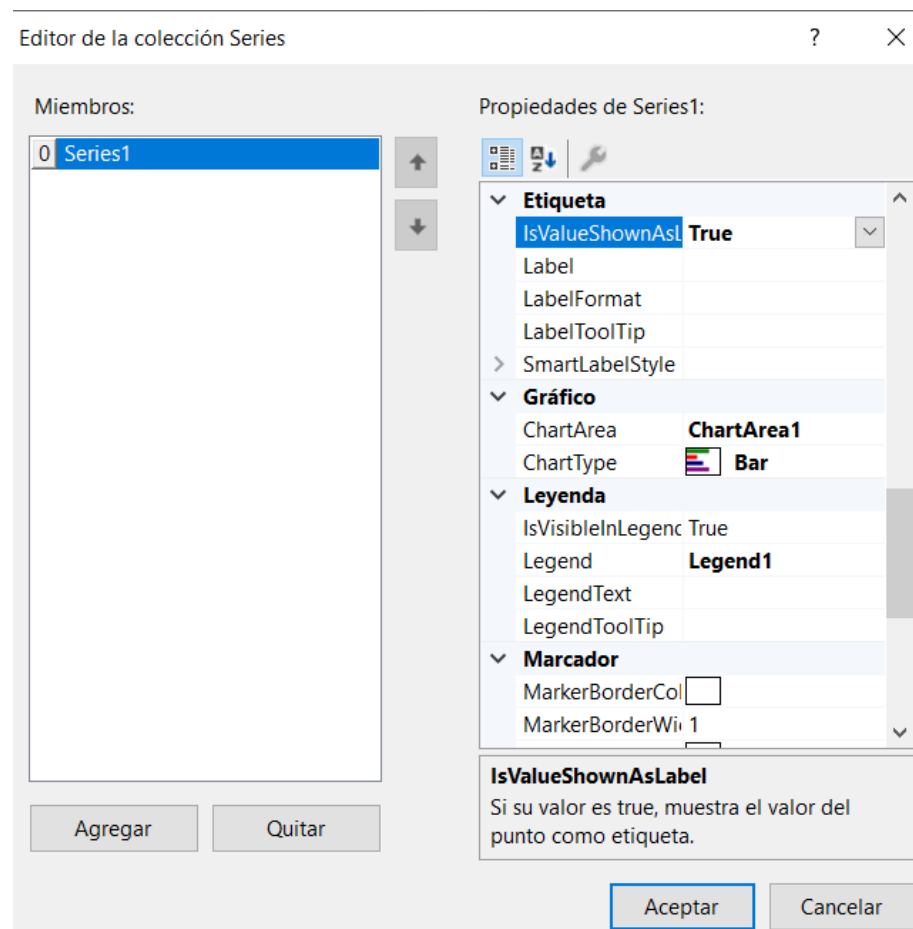 Editor de la colección Series ? ×
Miembros:
0 Series1
Agregar Quitar
Propiedades de Series1:
Etiqueta
IsValueShownAsL True
Label
LabelFormat
LabelToolTip
SmartLabelStyle
Gráfico
ChartArea ChartArea1
ChartType Bar
Leyenda
IsVisibleInLegend True
Legend Legend1
LegendText
LegendToolTip
Marcador
MarkerBorderCol
MarkerBorderWi 1
IsValueShownAsLabel
Si su valor es true, muestra el valor del
punto como etiqueta.
Aceptar Cancelar